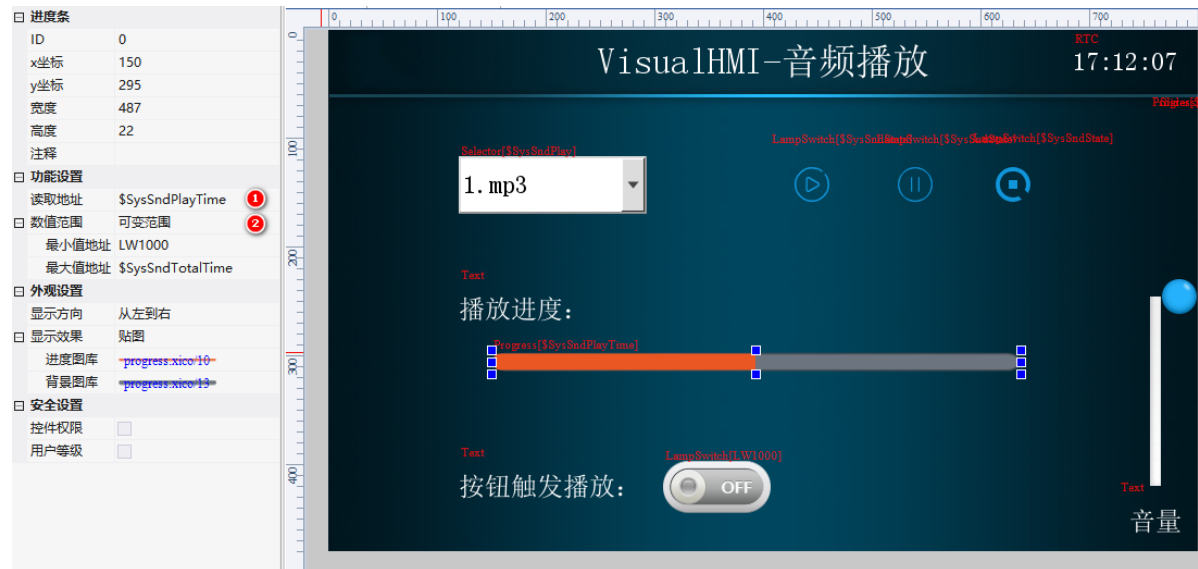 进度条
ID 0
x坐标 150
y坐标 295
宽度 487
高度 22
注释
功能设置
读取地址 $SysSndPlayTime 1
数值范围 可变范围 2
最小值地址 LW1000
最大值地址 $SysSndTotalTime
外观设置
显示方向 从左到右
显示效果 贴图
进度图库 progress.xico/10
背景图库 progress.xico/13
安全设置
控件权限
用户等级
0 100 200 300 400 500 600 700
0
100
200
300
400
RTC
VisualHMI-音频播放 17:12:07
Selector[$SysSndPlay]
1.mp3
Text
播放进度：
Progress[$SysSndPlayTime]
Text
LampSwitch[LW1000]
按钮触发播放：
OFF
Text
音量